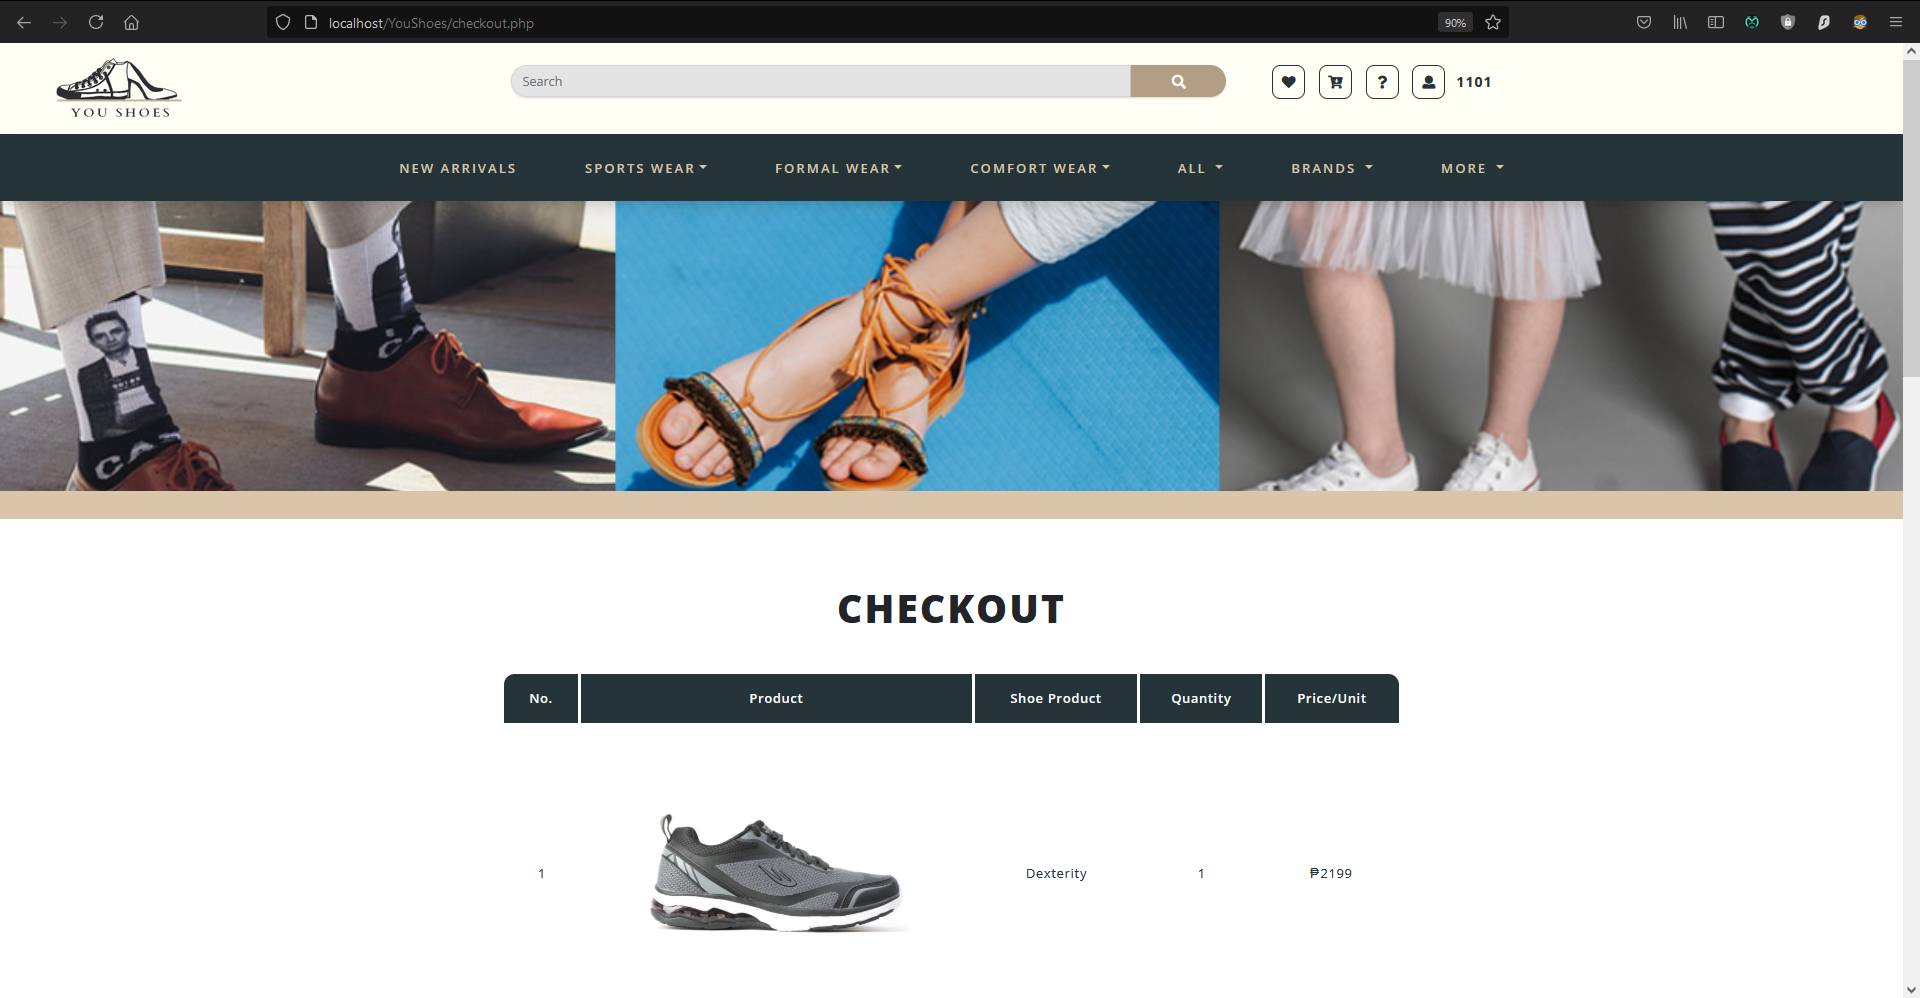 localhost/YouShoes/checkout.php
90%
YOU SHOES
Search
1101
NEW ARRIVALS
SPORTS WEAR
FORMAL WEAR
COMFORT WEAR
ALL
BRANDS
MORE
CHECKOUT
No.
Product
Shoe Product
Quantity
Price/Unit
1
Dexterity
1
₱2199